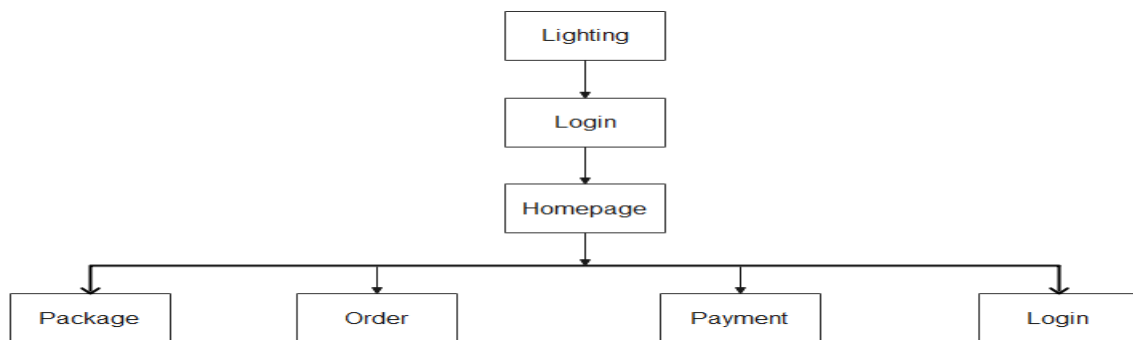 Lighting
Login
Homepage
Package
Order
Payment
Login